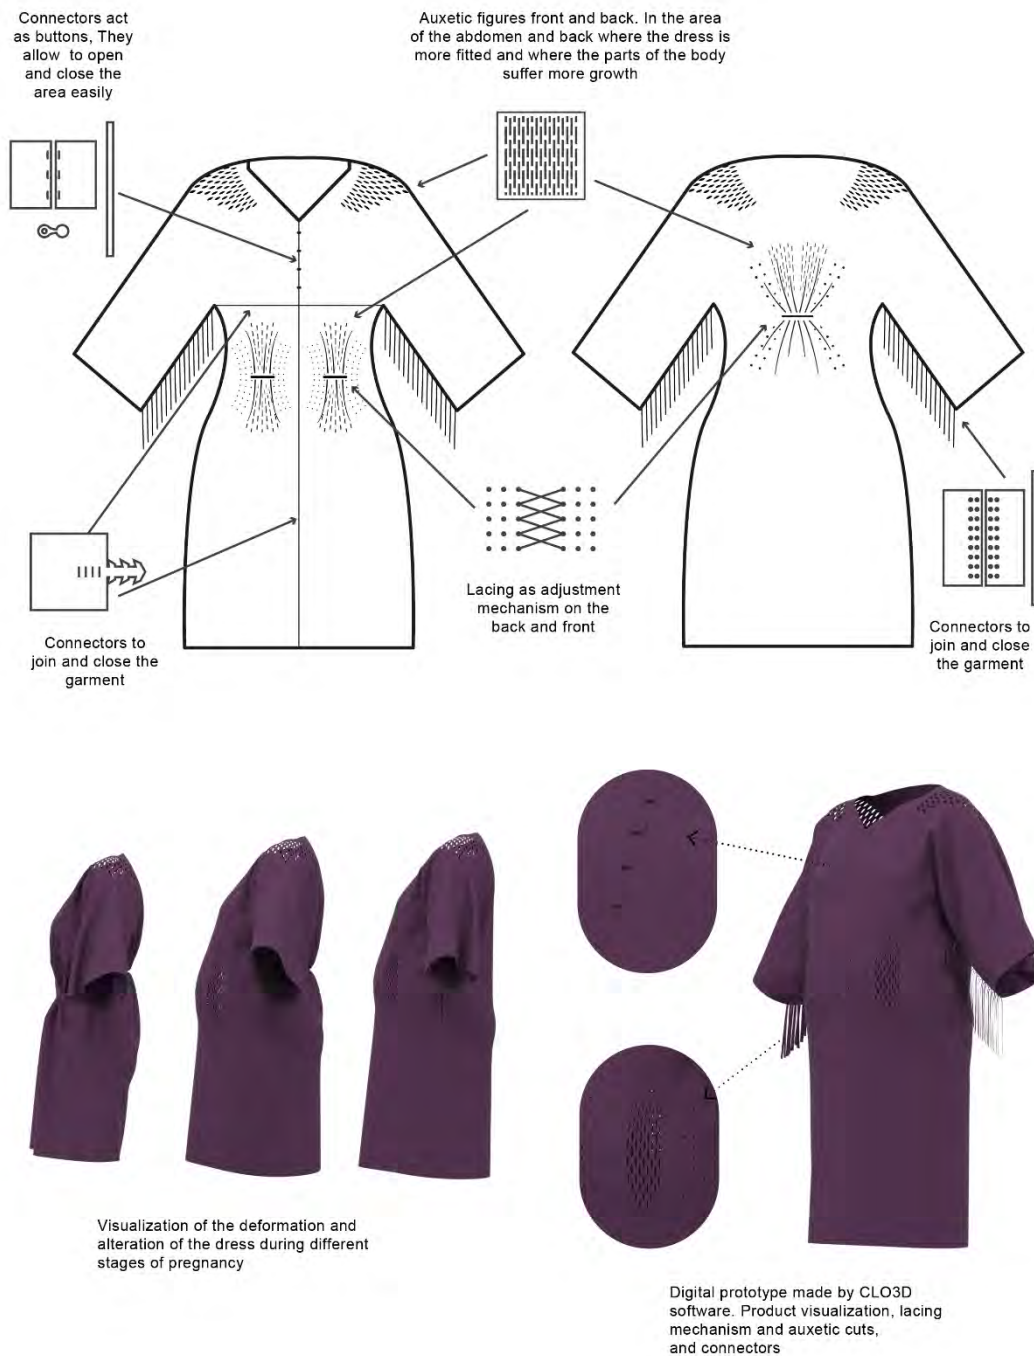 Connectors act
as buttons, They
allow to open
and close the
area easily
Auxetic figures front and back. In the area
of the abdomen and back where the dress is
more fitted and where the parts of the body
suffer more growth
Lacing as adjustment
mechanism on the
back and front
Connectors to
join and close the
garment
Connectors to
join and close
the garment
Visualization of the deformation and
alteration of the dress during different
stages of pregnancy
Digital prototype made by CLO3D
software. Product visualization, lacing
mechanism and auxetic cuts,
and connectors